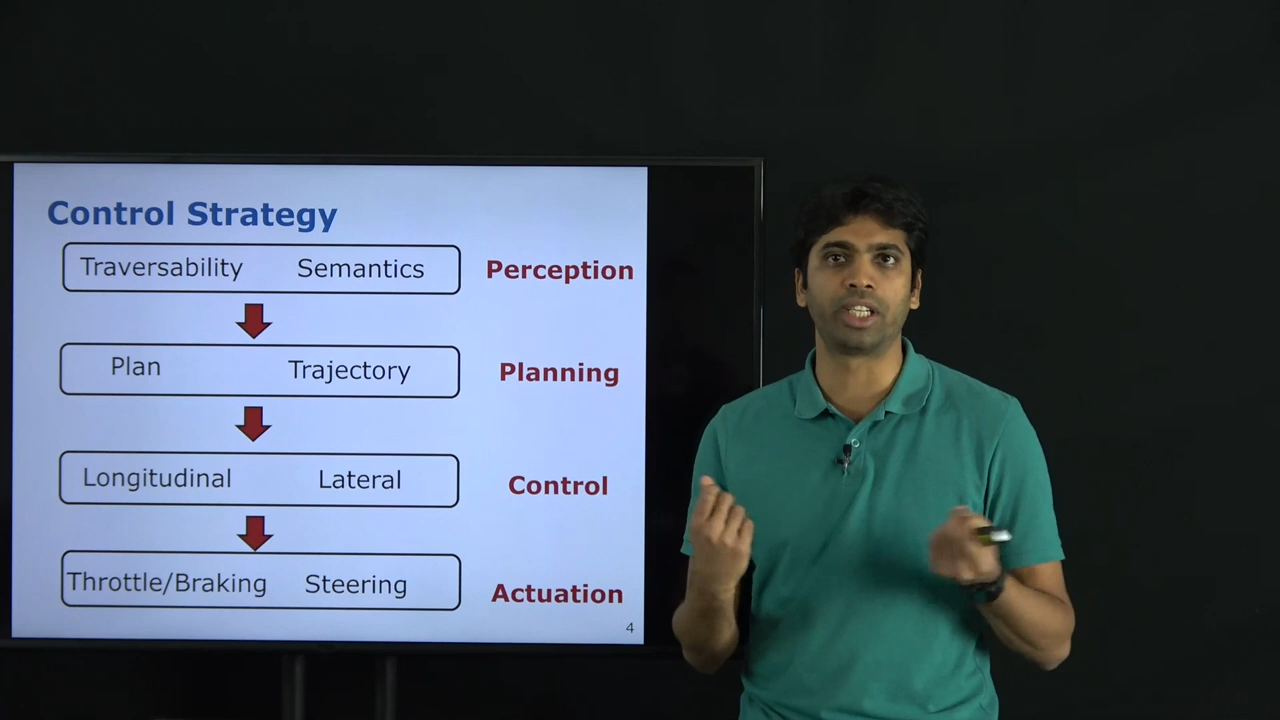 Control Strategy
Traversability Semantics Perception
Plan Trajectory Planning
Longitudinal Lateral Control
Throttle/Braking Steering Actuation
4